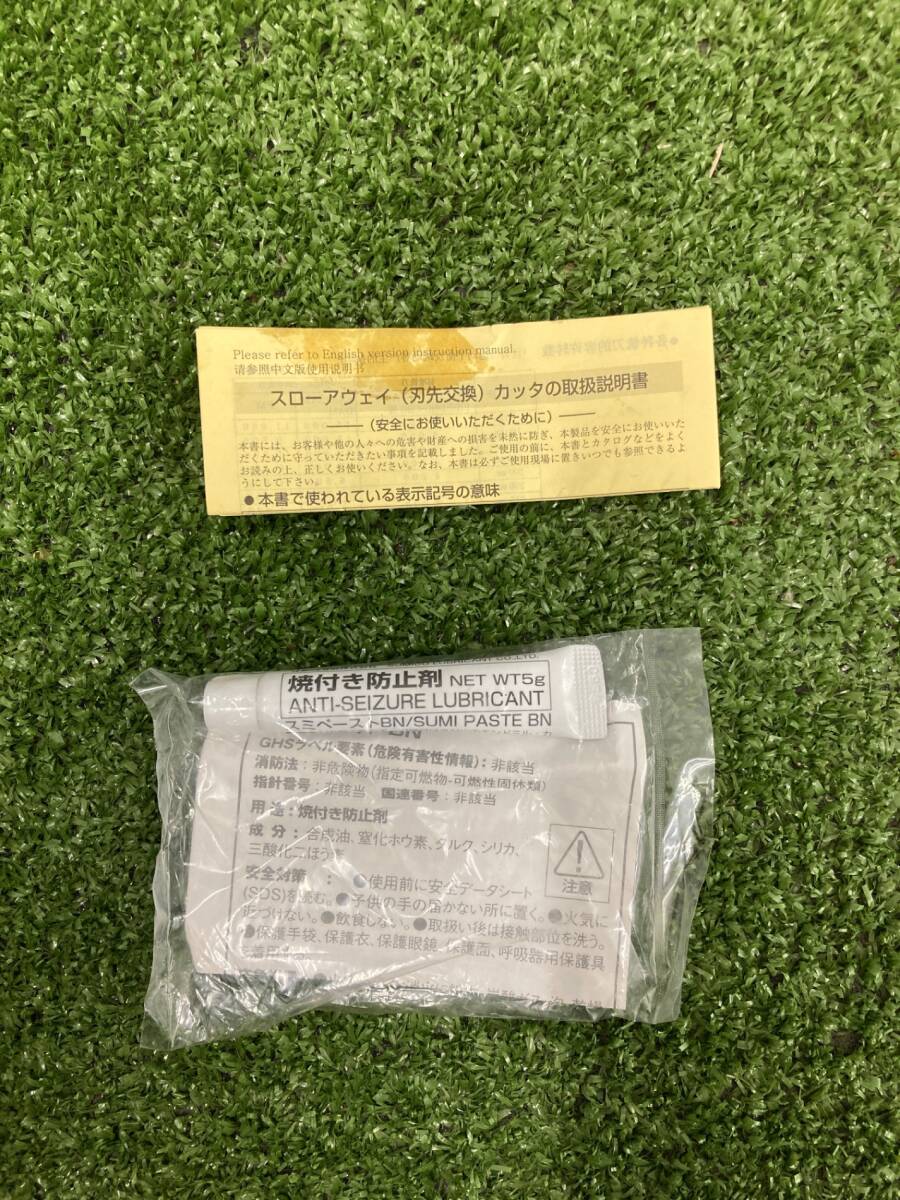 Please refer to English version instruction manual.
请参照中文版使用说明书
スローアウェイ（刃先交換）カッタの取扱説明書
（安全にお使いいただくために）
本書には、お客様や他の人々への危害や財産への損害を未然に防ぎ、本製品を安全にお使いいた
だくために守っていただきたい事項を記載しました。ご使用の前に、本書とカタログなどをよく
お読みの上、正しくお使いください。なお、本書は必ずご使用現場に置きいつでも参照できるよ
うにして下さい。
●本書で使われている表示記号の意味
焼付き防止剤 NET WT5g
ANTI-SEIZURE LUBRICANT
スミペーストBN/SUMI PASTE BN
GHSラベル要素(危険有害性情報)：非該当
消防法：非危険物(指定可燃物-可燃性固体類)
指針番号：非該当 国連番号：非該当
用途：焼付き防止剤
成分：合成油、窒化ホウ素、タルク、シリカ、
三酸化二ほう素
注意
安全対策：●使用前に安全データシート
(SDS)を読む。●子供の手の届かない所に置く。●火気に
近づけない。●飲食しない。●取扱い後は接触部位を洗う。
●保護手袋、保護衣、保護眼鏡、保護面、呼吸器用保護具